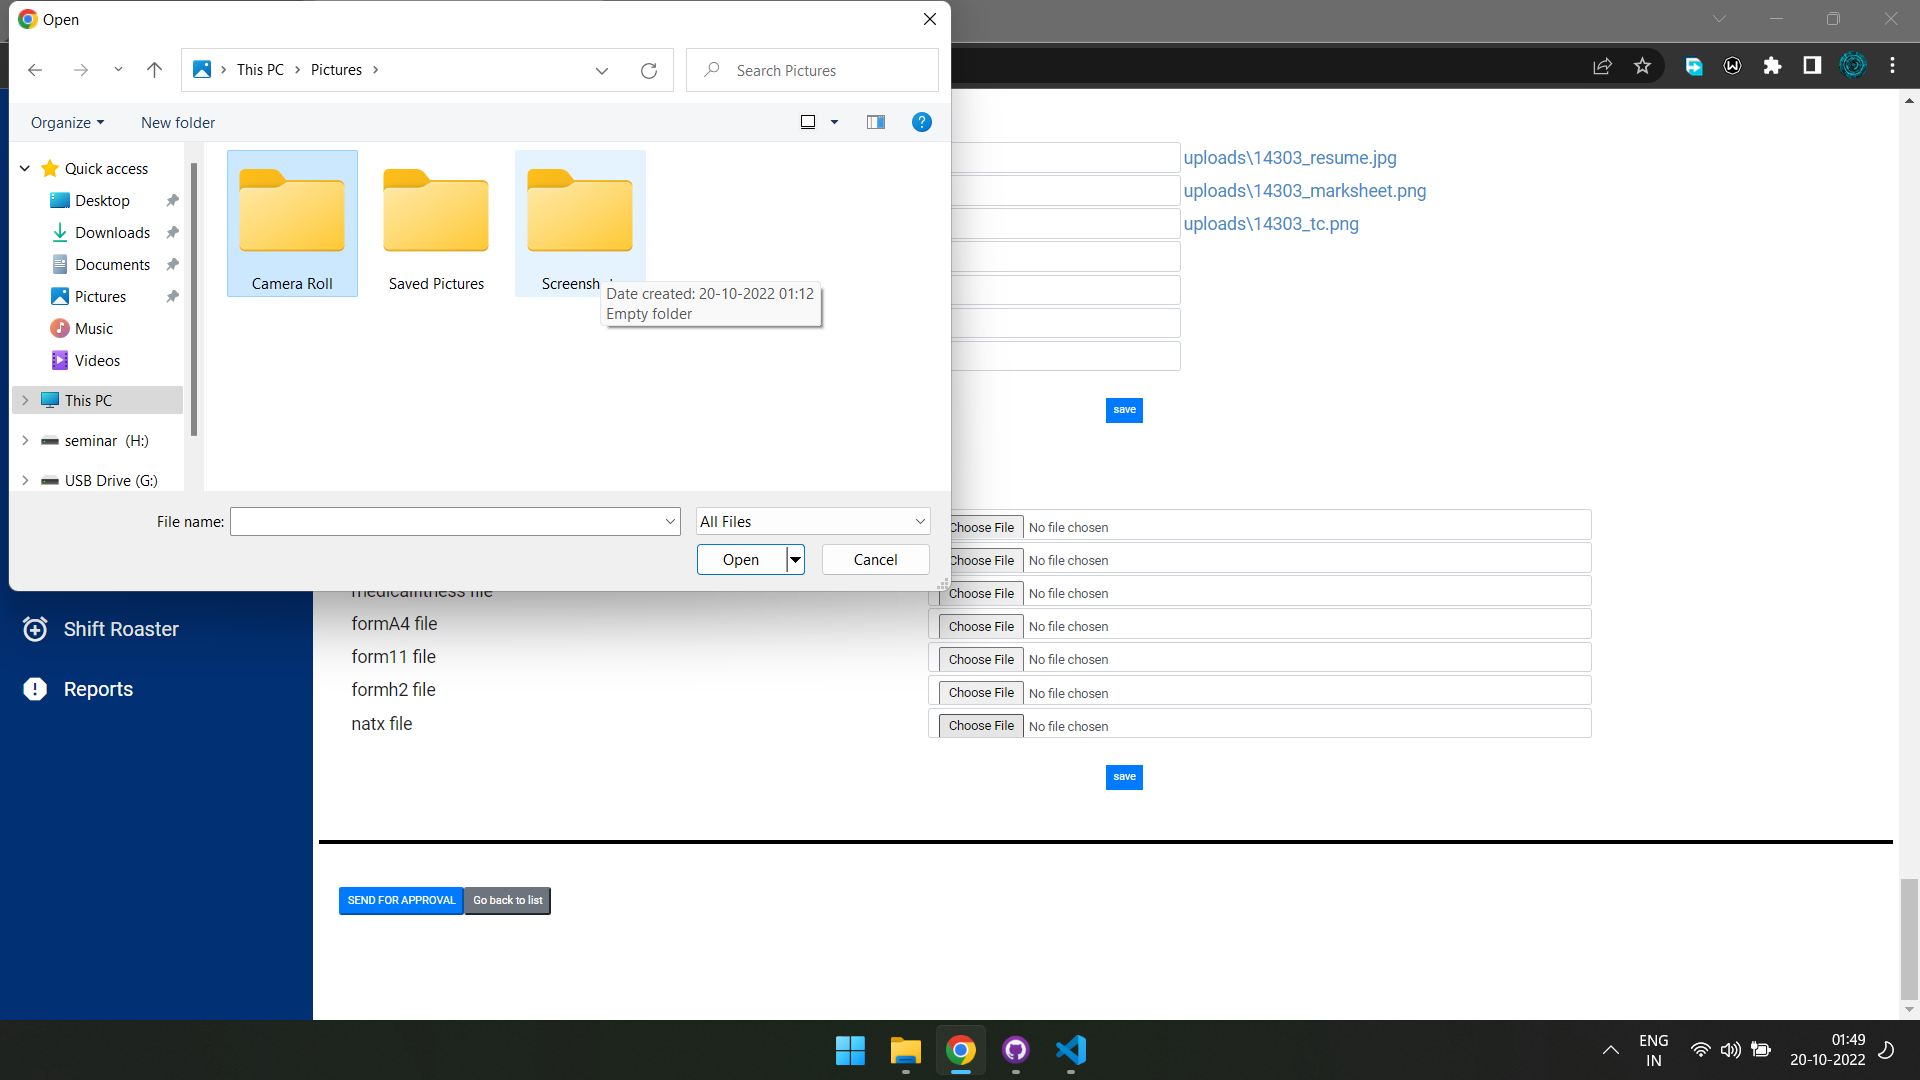 Open
This PC
Pictures
Search Pictures
Organize
New folder
Quick access
Desktop
Downloads
Documents
Pictures
Music
Videos
This PC
seminar (H:)
USB Drive (G:)
Camera Roll
Saved Pictures
Date created: 20-10-2022 01:12
Empty folder
File name:
All Files
Open
Cancel
uploads\14303_resume.jpg
uploads\14303_marksheet.png
uploads\14303_tc.png
save
Choose File No file chosen
Choose File No file chosen
medicalfitness file Choose File No file chosen
formA4 file Choose File No file chosen
form11 file Choose File No file chosen
formh2 file Choose File No file chosen
natx file Choose File No file chosen
save
Shift Roaster
Reports
SEND FOR APPROVAL Go back to list
ENG
IN
01:49
20-10-2022